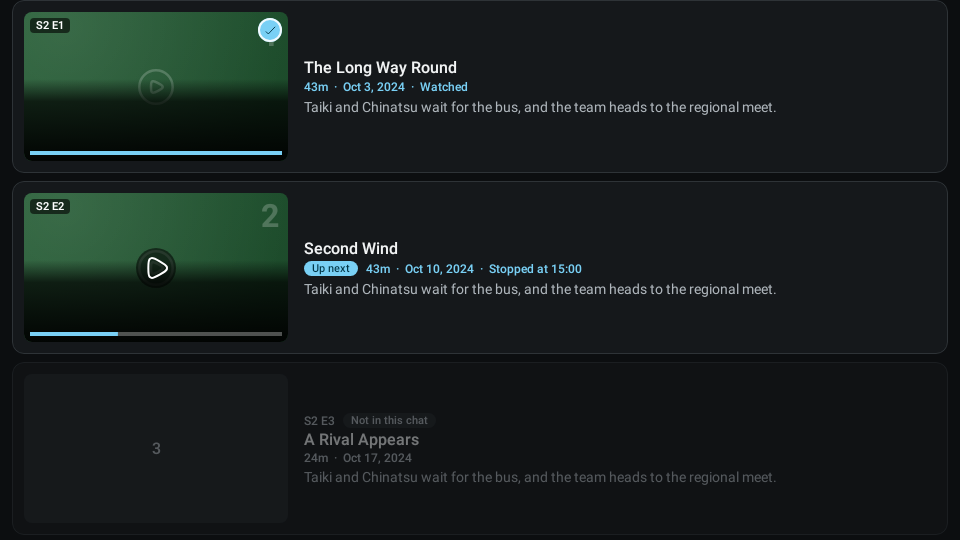 S2 E1
The Long Way Round
43m · Oct 3, 2024 · Watched
Taiki and Chinatsu wait for the bus, and the team heads to the regional meet.
S2 E2
2
Second Wind
Up next 43m · Oct 10, 2024 · Stopped at 15:00
Taiki and Chinatsu wait for the bus, and the team heads to the regional meet.
3
S2 E3 Not in this chat
A Rival Appears
24m · Oct 17, 2024
Taiki and Chinatsu wait for the bus, and the team heads to the regional meet.